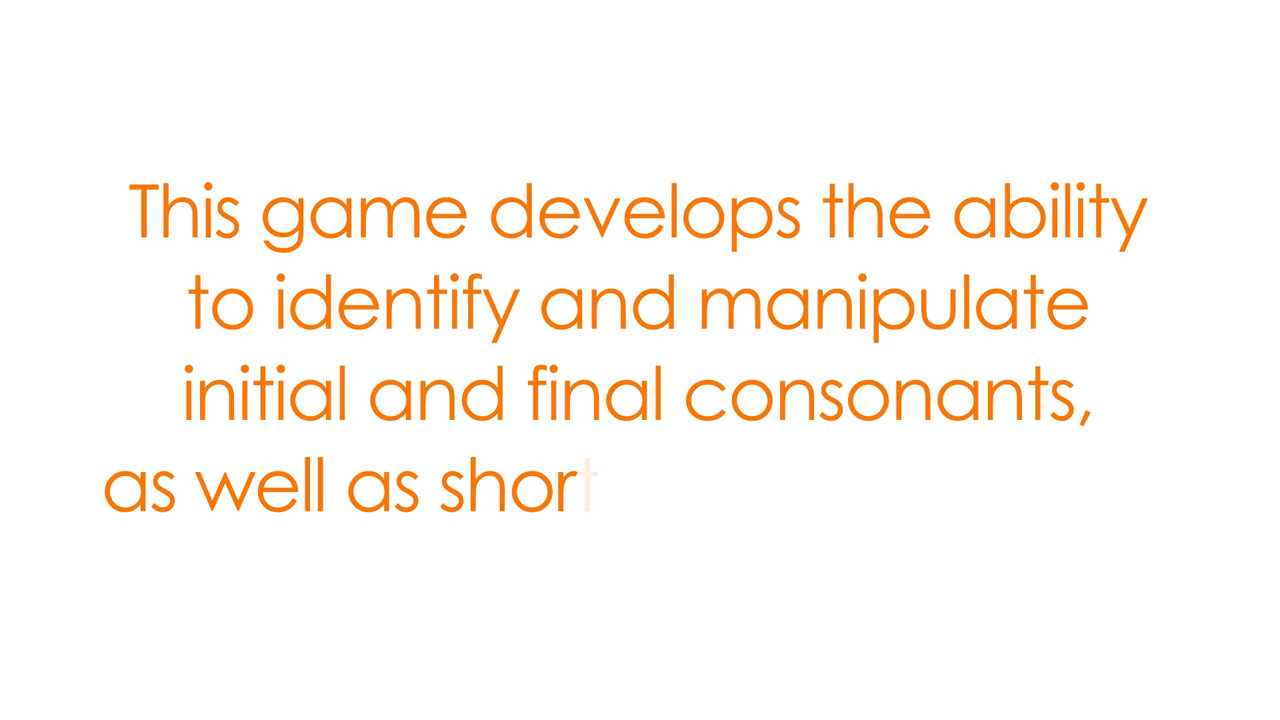 This game develops the ability
to identify and manipulate
initial and final consonants,
as well as short